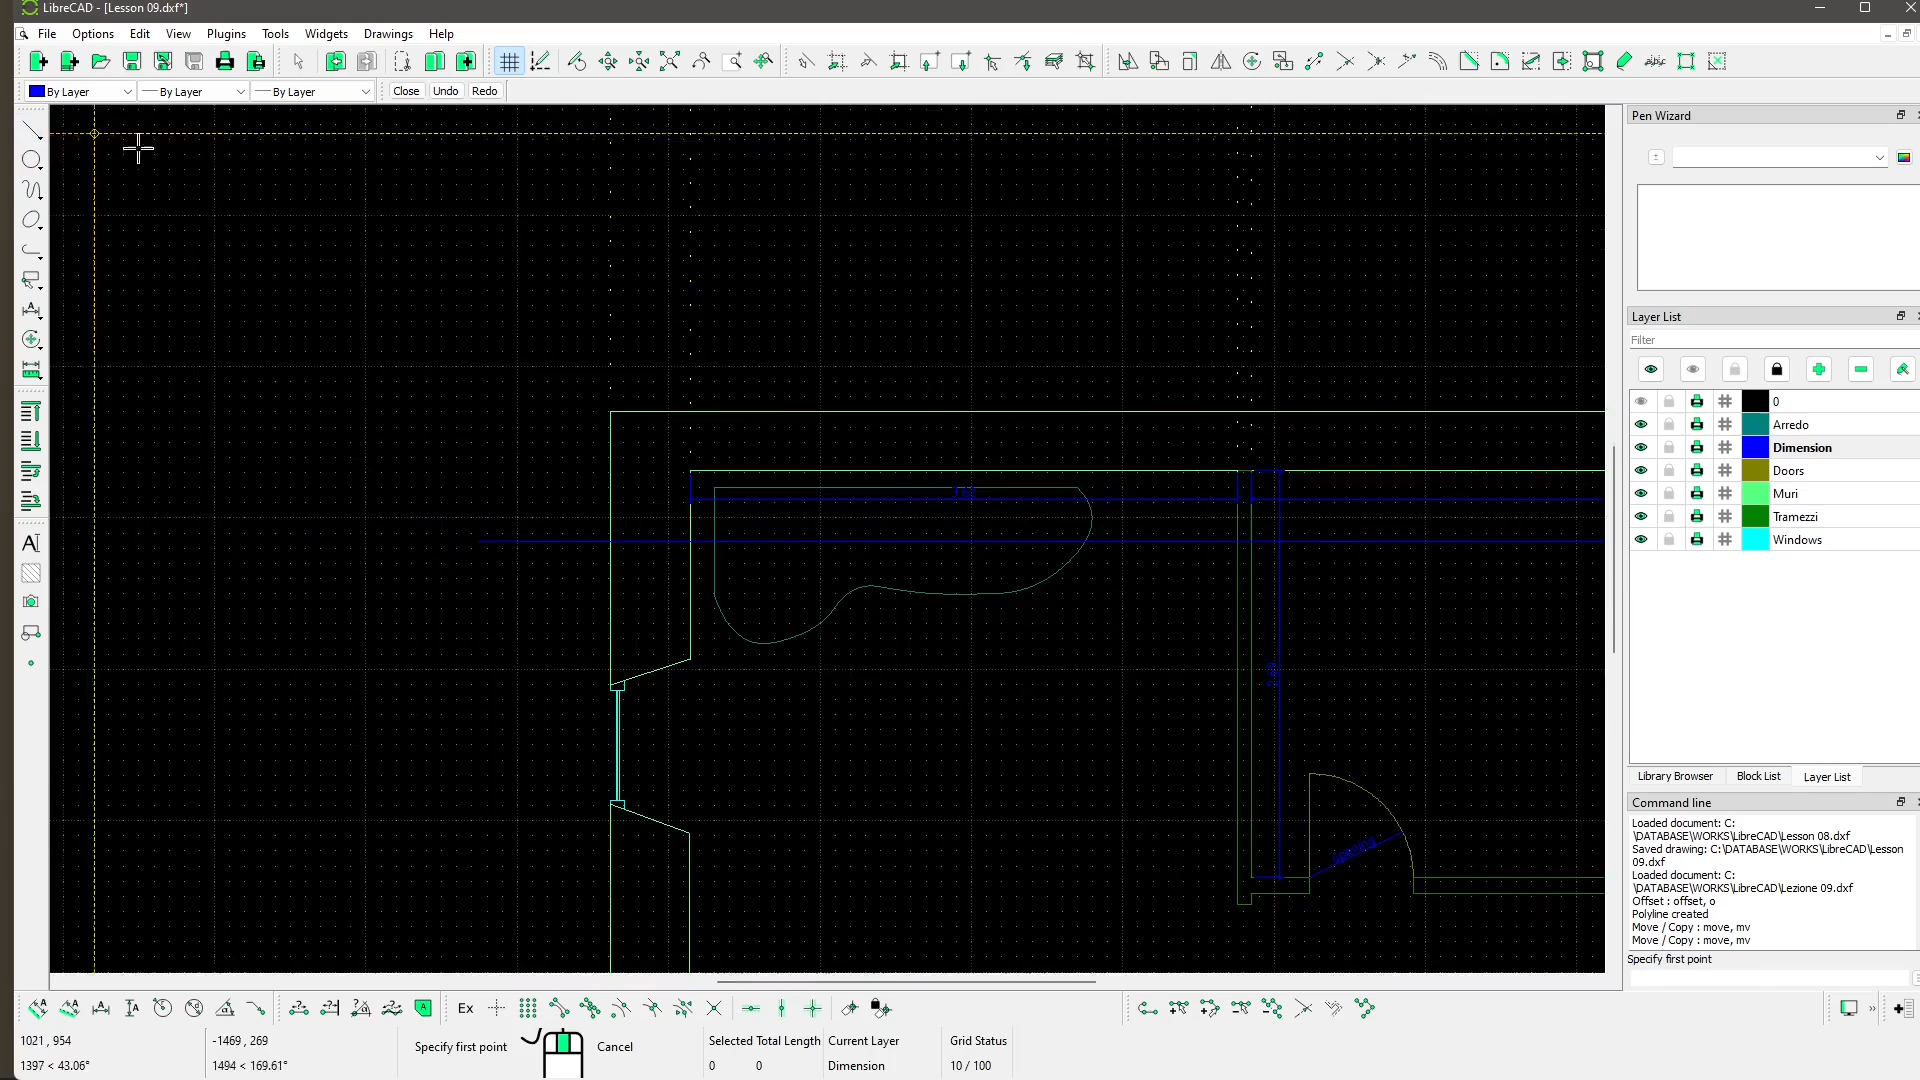 LibreCAD - [Lesson 09.dxf*]
File Options Edit View Plugins Tools Widgets Drawings Help
By Layer By Layer By Layer Close Undo Redo
Pen Wizard
Layer List
Filter
0
Arredo
Dimension
Doors
Muri
Tramezzi
Windows
Library Browser Block List Layer List
Command line
Loaded document: C:
\DATABASE\WORKS\LibreCAD\Lesson 08.dxf
Saved drawing: C:\DATABASE\WORKS\LibreCAD\Lesson
09.dxf
Loaded document: C:
\DATABASE\WORKS\LibreCAD\Lezione 09.dxf
Offset : offset, o
Polyline created
Move / Copy : move, mv
Move / Copy : move, mv
Specify first point
Ex
1021 , 954
1397 < 43.06°
-1469 , 269
1494 < 169.61°
Specify first point
Cancel
Selected Total Length
0 0
Current Layer
Dimension
Grid Status
10 / 100